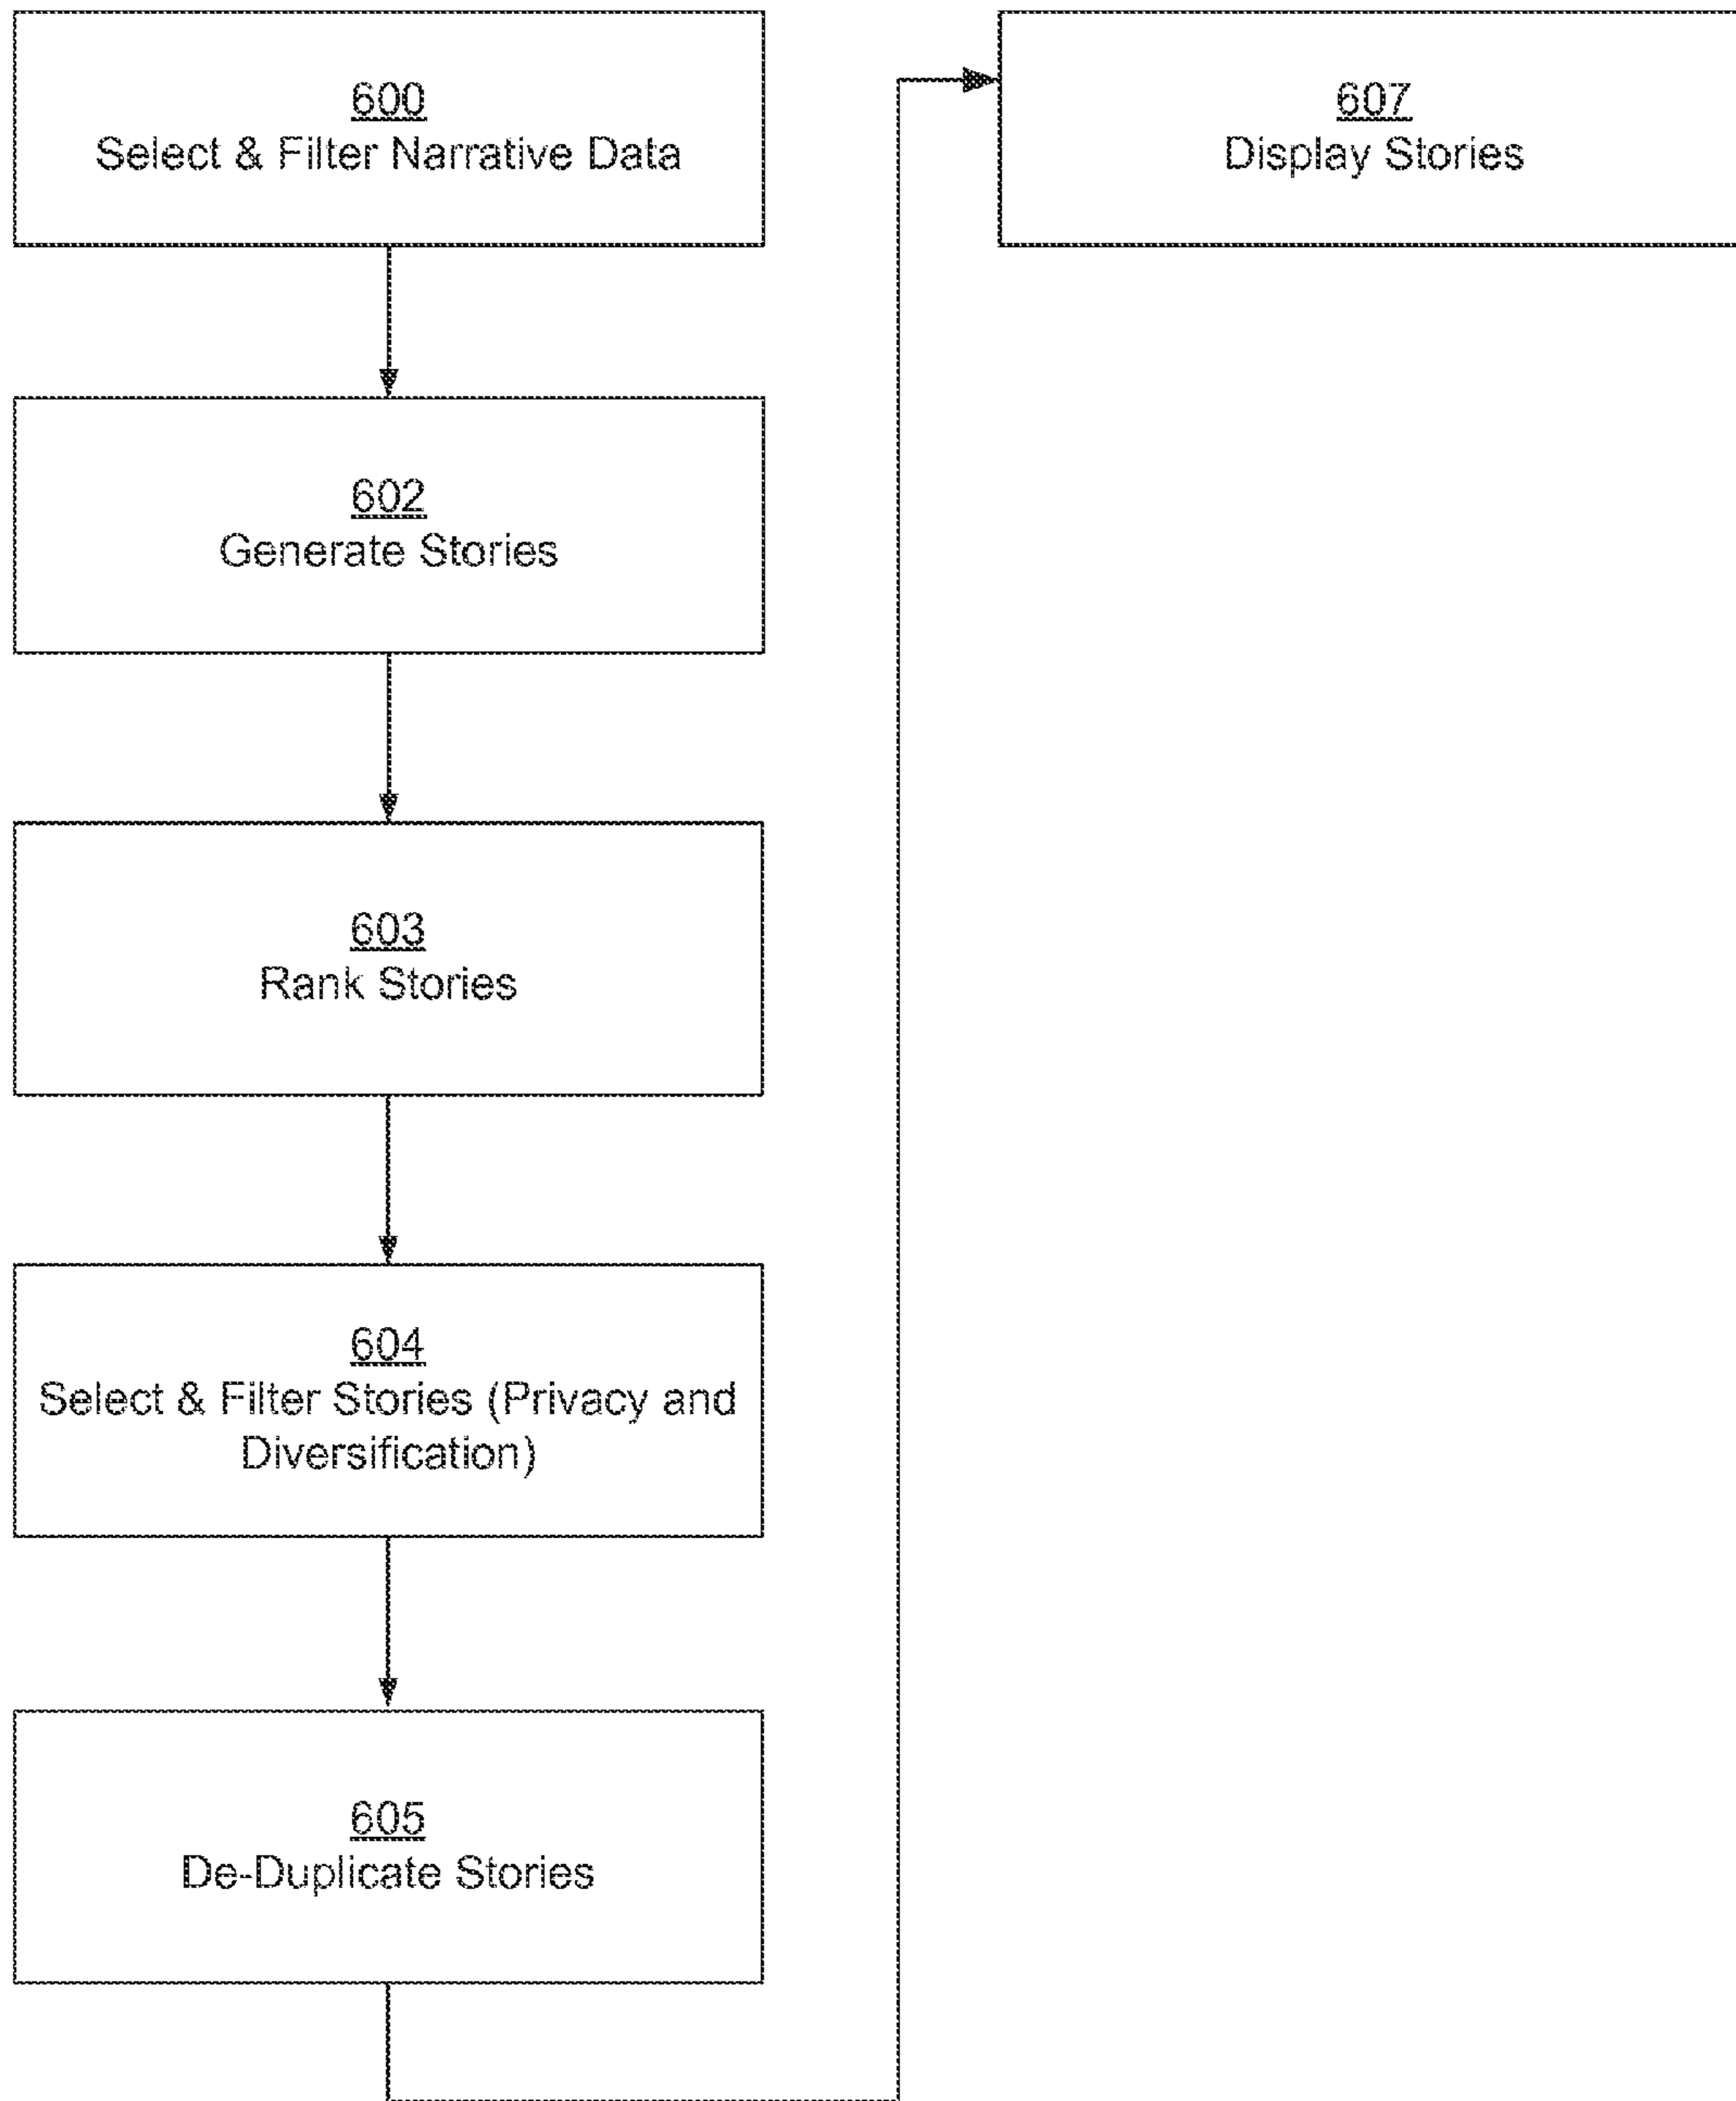 600
Select & Filter Narrative Data
602
Generate Stories
603
Rank Stories
604
Select & Filter Stories (Privacy and
Diversification)
605
De-Duplicate Stories
607
Display Stories